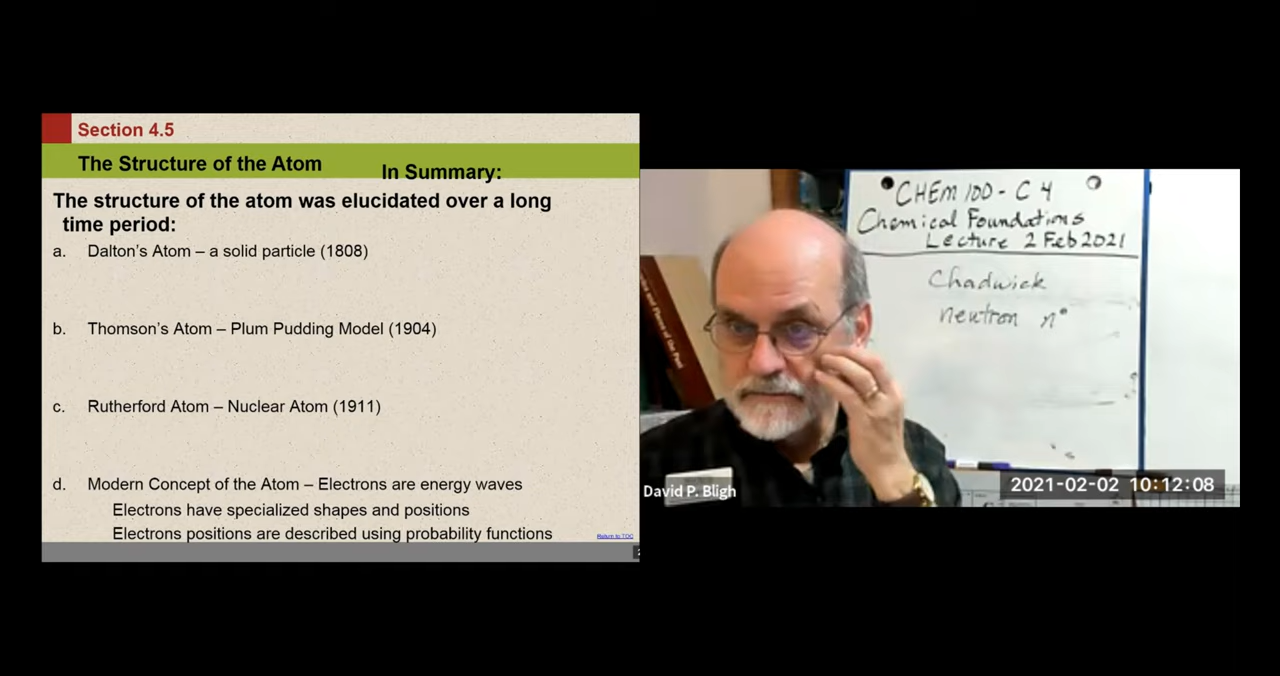 Section 4.5
The Structure of the Atom
In Summary:
The structure of the atom was elucidated over a long
time period:
a. Dalton's Atom – a solid particle (1808)
b. Thomson's Atom – Plum Pudding Model (1904)
c. Rutherford Atom – Nuclear Atom (1911)
d. Modern Concept of the Atom – Electrons are energy waves
Electrons have specialized shapes and positions
Electrons positions are described using probability functions
Return to TOC
CHEM 100 - C 4
Chemical Foundations
Lecture 2 Feb 2021
Chadwick
neutron n°
David P. Bligh
2021-02-02 10:12:08